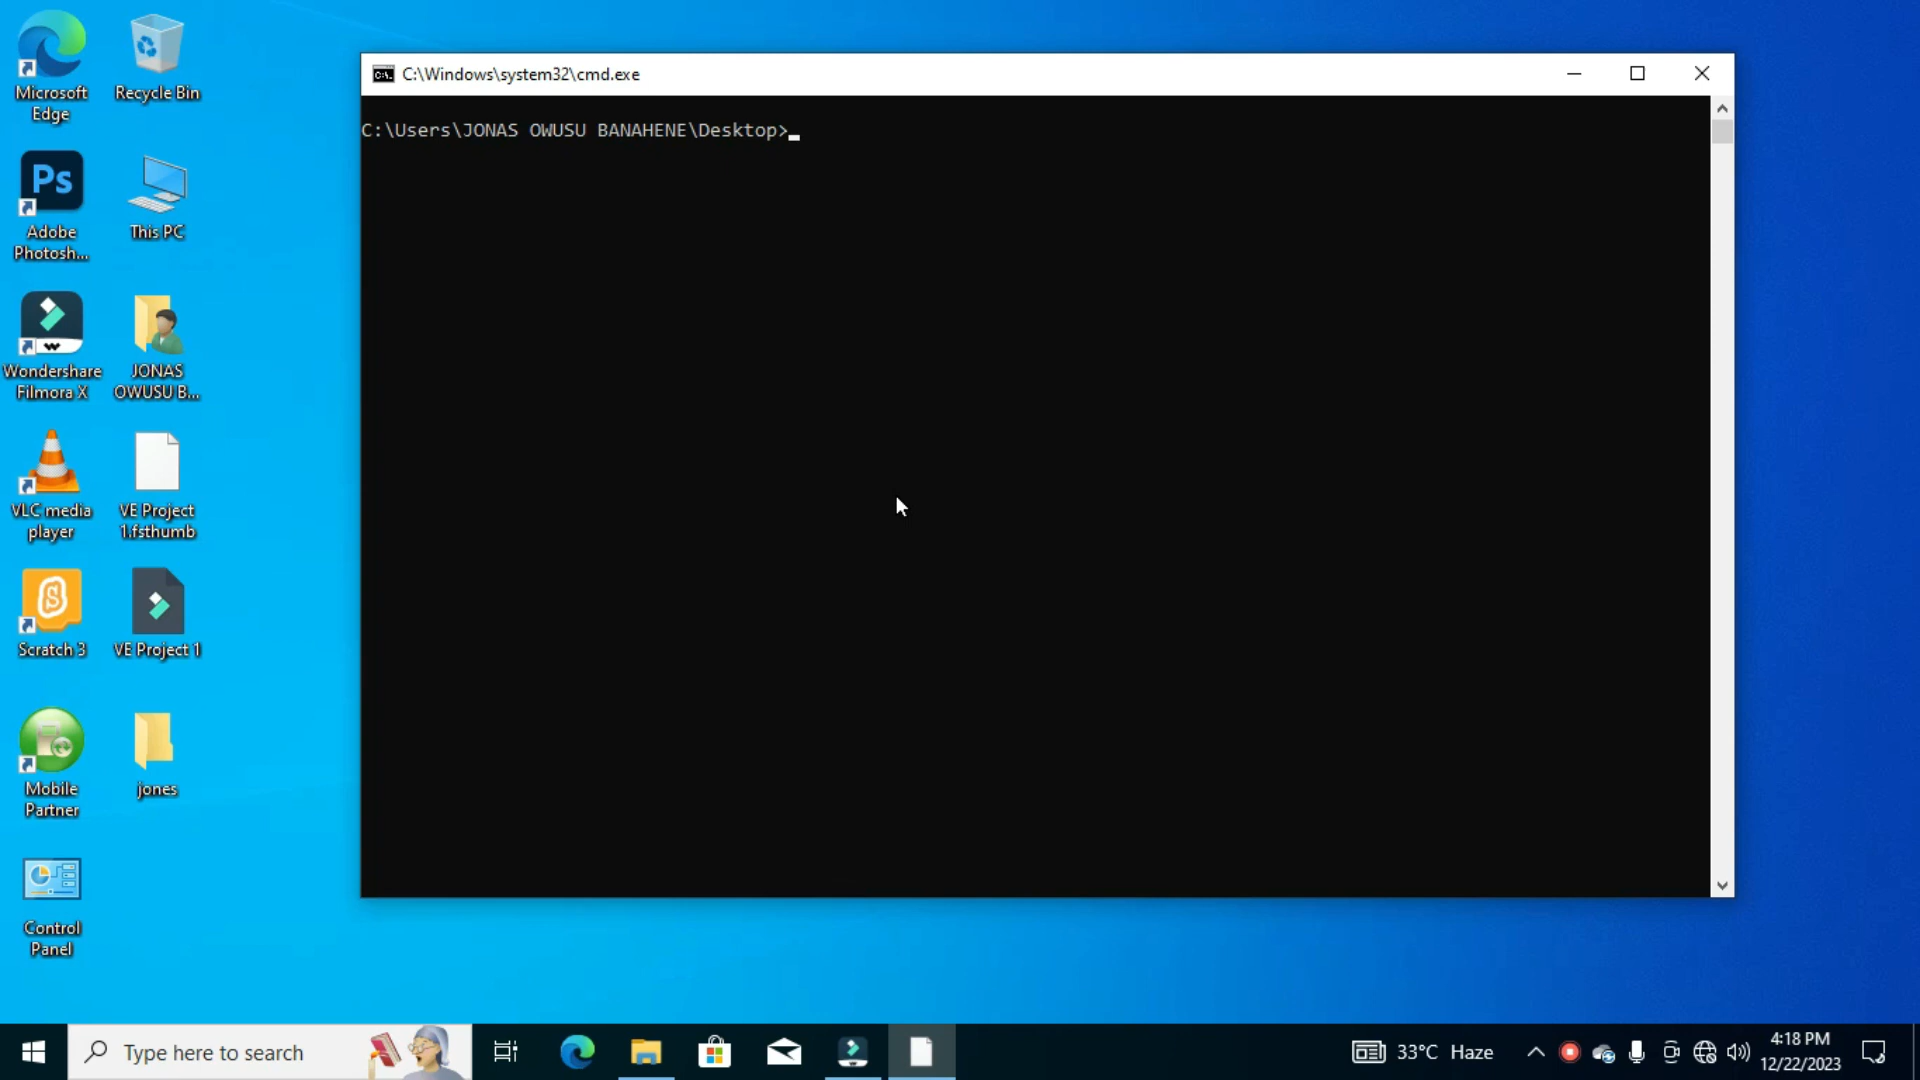 Microsoft
Edge
Recycle Bin
Ps
Adobe
Photosh...
This PC
Wondershare
Filmora X
JONAS
OWUSU B...
VLC media
player
VE Project
1.fsthumb
Scratch 3
VE Project 1
Mobile
Partner
jones
Control
Panel
C:\Windows\system32\cmd.exe
C:\Users\JONAS OWUSU BANAHENE\Desktop>
Type here to search
33°C Haze
4:18 PM
12/22/2023